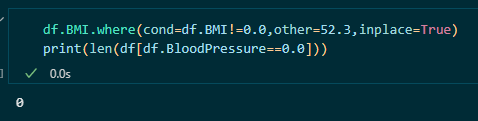 df.BMI.where(cond=df.BMI!=0.0,other=52.3,inplace=True)
print(len(df[df.BloodPressure==0.0]))
0.0s
0